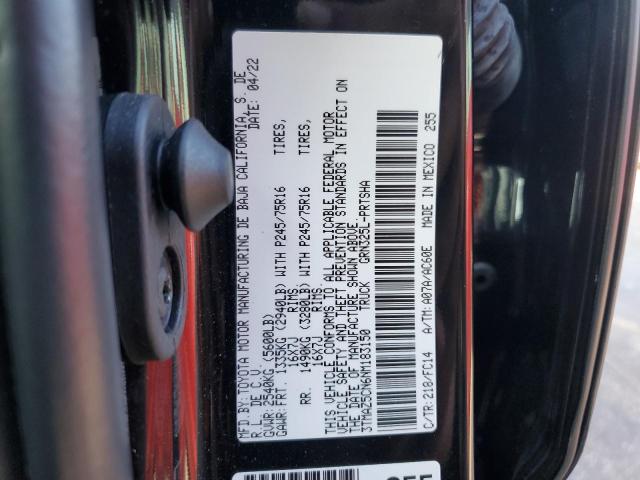 MFD.BY:TOYOTA MOTOR MANUFACTURING DE BAJA CALIFORNIA, S. DE
R. L. DE C.V. DATE: 04/22
GVWR: 2540KG (5600LB)
GAWR:FRT. 1335KG (2940LB) WITH P245/75R16 TIRES,
16X7J RIMS,
RR. 1490KG (3280LB) WITH P245/75R16 TIRES,
16X7J RIMS.
THIS VEHICLE CONFORMS TO ALL APPLICABLE FEDERAL MOTOR
VEHICLE SAFETY AND THEFT PREVENTION STANDARDS IN EFFECT ON
THE DATE OF MANUFACTURE SHOWN ABOVE.
3TMAZ5CN6NM183150 TRUCK GRN325L-PRTSHA
C/TR: 218/FC14 A/TM: A07A/AC60E MADE IN MEXICO 255